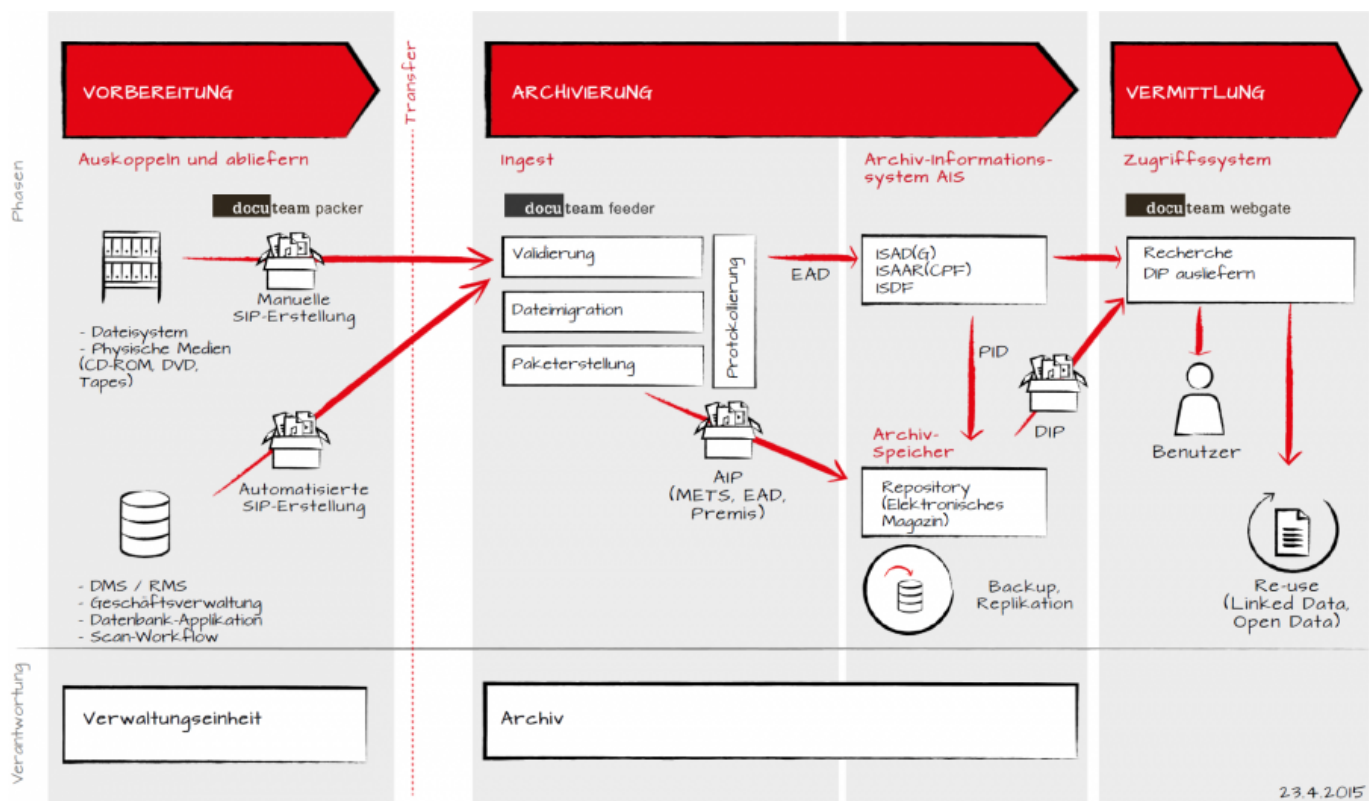 Phasen
VORBEREITUNG
Transfer
ARCHIVIERUNG
VERMITTLUNG
Auskoppeln und abliefern
docuteam packer
- Dateisystem
- Physische Medien
(CD-ROM, DVD,
Tapes)
Manuelle
SIP-Erstellung
Automatisierte
SIP-Erstellung
- DMS / RMS
- Geschäftsverwaltung
- Datenbank-Applikation
- Scan-Workflow
Ingest
docuteam feeder
Validierung
Dateimigration
Paketerstellung
Protokollierung
EAD
AIP
(METS, EAD,
Premis)
Archiv-Informations-
system AIS
ISAD(G)
ISAAR(CPF)
ISDF
PID
DIP
Archiv-
Speicher
Repository
(Elektronisches
Magazin)
Backup,
Replikation
Zugriffssystem
docuteam webgate
Recherche
DIP ausliefern
Benutzer
Re-use
(Linked Data,
Open Data)
Verantwortung
Verwaltungseinheit
Archiv
23.4.2015